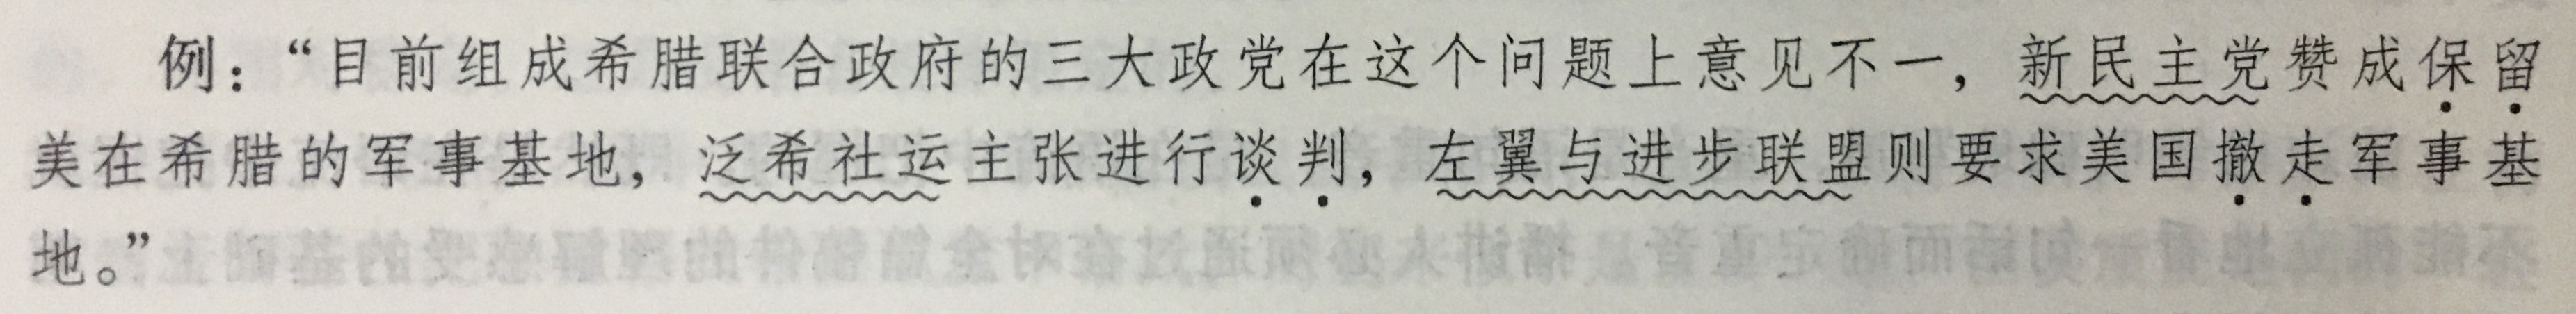 例：“目前组成希腊联合政府的三大政党在这个问题上意见不一，新民主党赞成保留
美在希腊的军事基地，泛希社运主张进行谈判，左翼与进步联盟则要求美国撤走军事基
地。”